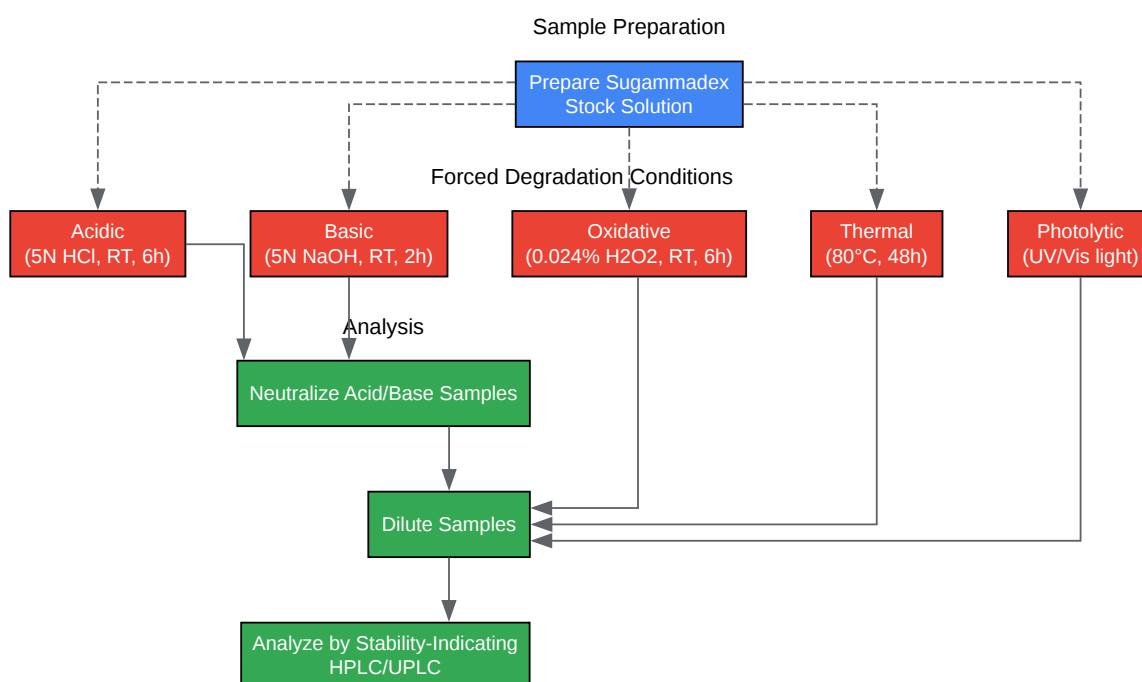 Sample Preparation
Prepare Sugammadex
Stock Solution
Forced Degradation Conditions
Acidic
(5N HCl, RT, 6h)
Basic
(5N NaOH, RT, 2h)
Oxidative
(0.024% H2O2, RT, 6h)
Thermal
(80°C, 48h)
Photolytic
(UV/Vis light)
Analysis
Neutralize Acid/Base Samples
Dilute Samples
Analyze by Stability-Indicating
HPLC/UPLC